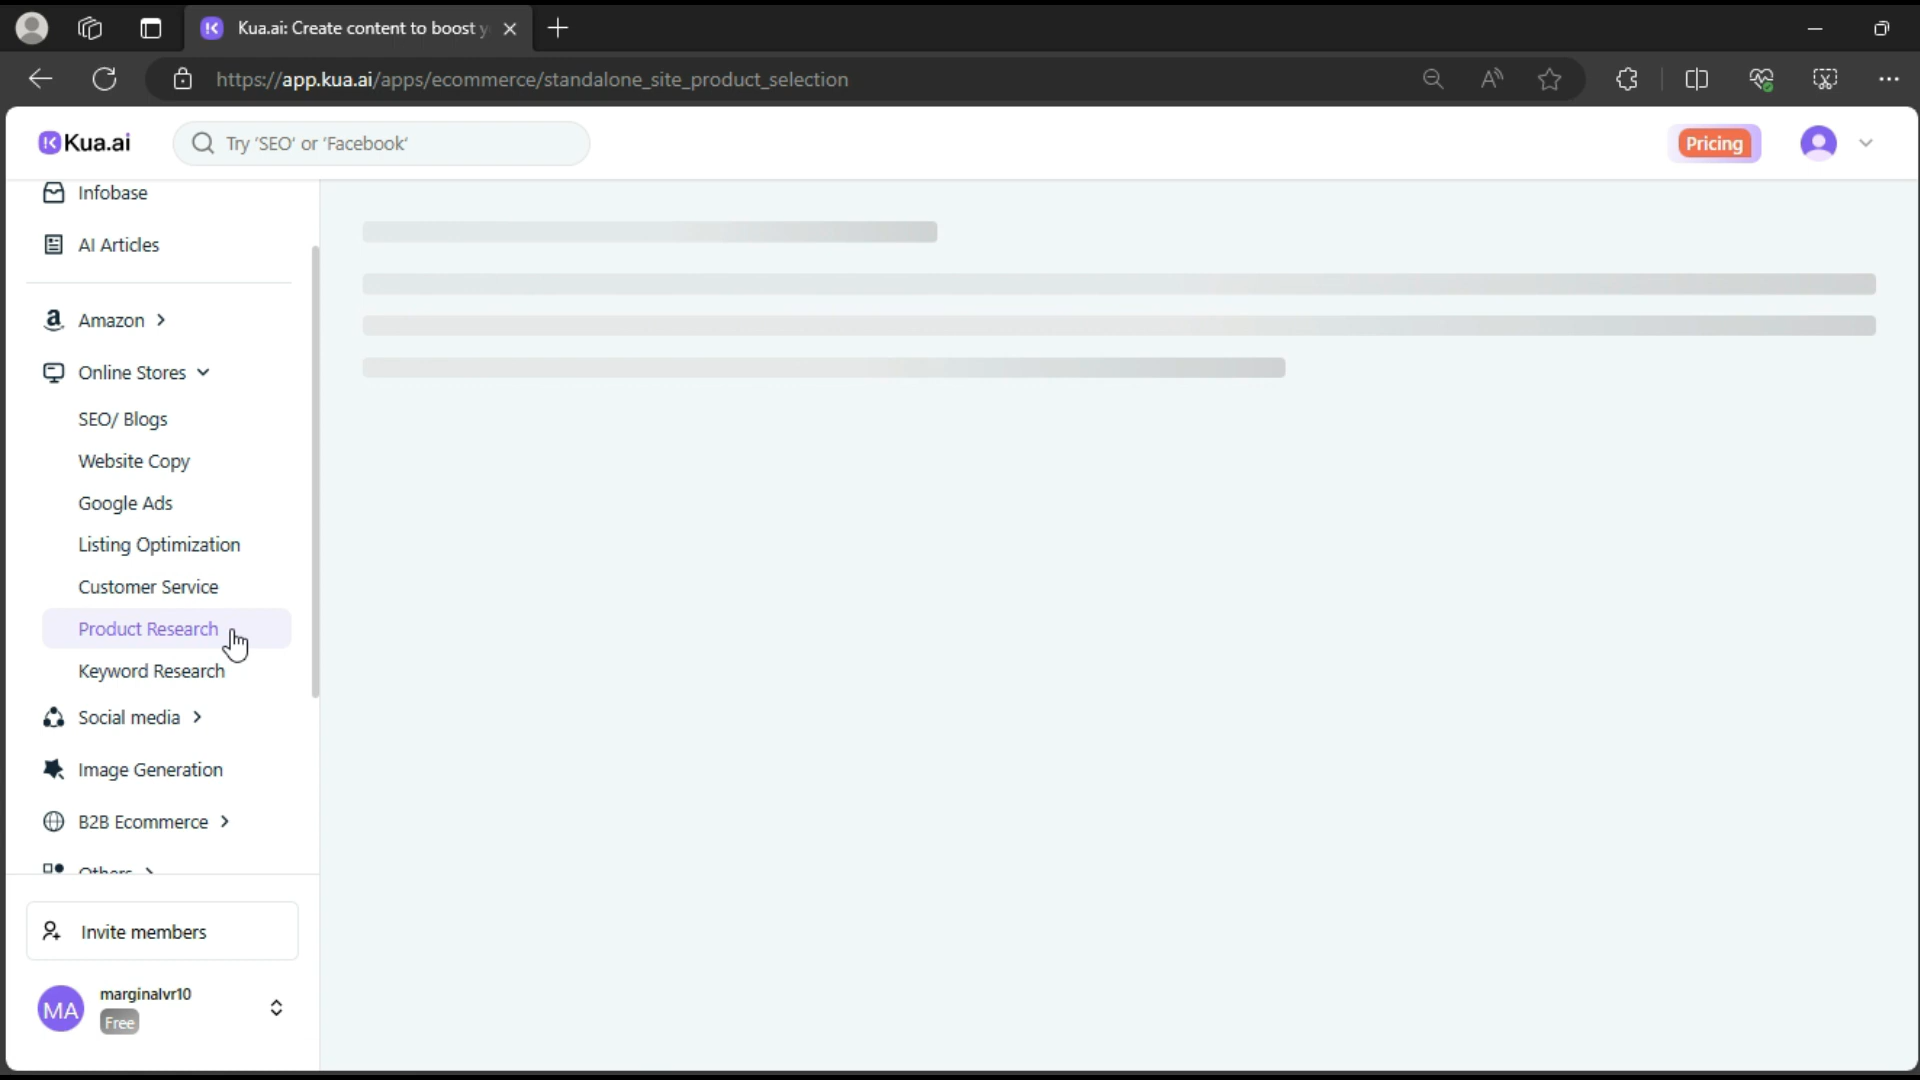 Kua.ai: Create content to boost y
https://app.kua.ai/apps/ecommerce/standalone_site_product_selection
Kua.ai
Try 'SEO' or 'Facebook'
Pricing
Infobase
AI Articles
Amazon
Online Stores
SEO/ Blogs
Website Copy
Google Ads
Listing Optimization
Customer Service
Product Research
Keyword Research
Social media
Image Generation
B2B Ecommerce
Others
Invite members
MA
marginalvr10
Free